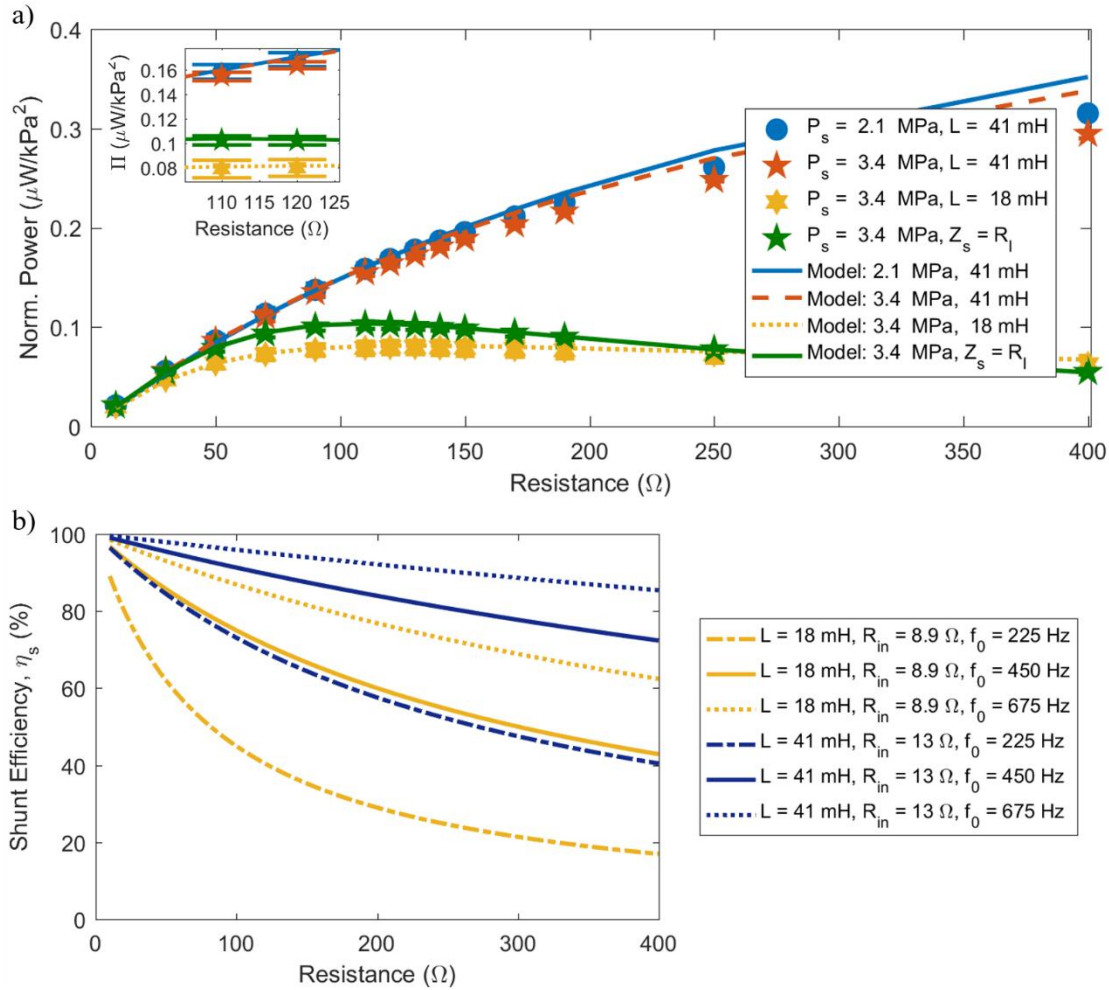 a)
0.4
0.3
0.2
0.1
0
Norm. Power (μW/kPa²)
0.16
0.14
0.12
0.1
0.08
Π (μW/kPa²)
110 115 120 125
Resistance (Ω)
P_s = 2.1 MPa, L = 41 mH
P_s = 3.4 MPa, L = 41 mH
P_s = 3.4 MPa, L = 18 mH
P_s = 3.4 MPa, Z_s = R_l
Model: 2.1 MPa, 41 mH
Model: 3.4 MPa, 41 mH
Model: 3.4 MPa, 18 mH
Model: 3.4 MPa, Z_s = R_l
0 50 100 150 200 250 300 350 400
Resistance (Ω)
b)
100
80
60
40
20
0
Shunt Efficiency, η_s (%)
0 100 200 300 400
Resistance (Ω)
L = 18 mH, R_in = 8.9 Ω, f_0 = 225 Hz
L = 18 mH, R_in = 8.9 Ω, f_0 = 450 Hz
L = 18 mH, R_in = 8.9 Ω, f_0 = 675 Hz
L = 41 mH, R_in = 13 Ω, f_0 = 225 Hz
L = 41 mH, R_in = 13 Ω, f_0 = 450 Hz
L = 41 mH, R_in = 13 Ω, f_0 = 675 Hz